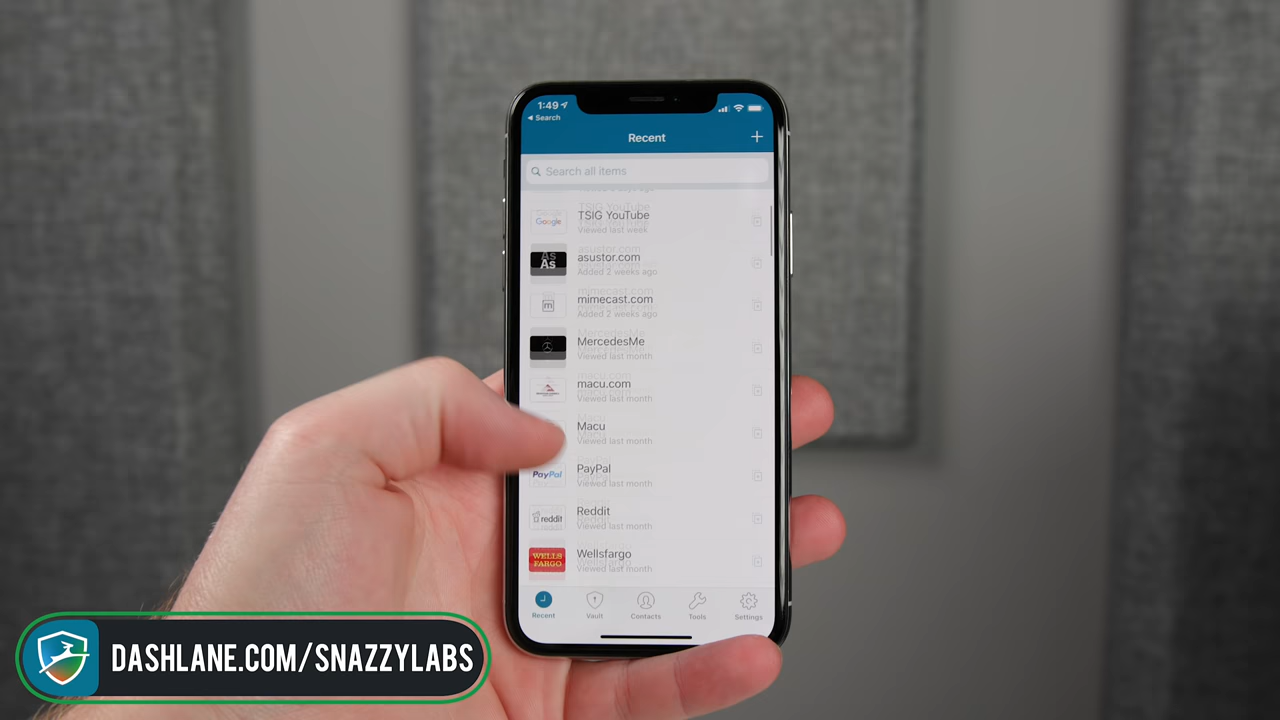 1:49
Search
Recent
Search all items
Google
TSIG YouTube
Viewed last week
As
asustor.com
Added 2 weeks ago
m
mimecast.com
Added 2 weeks ago
MercedesMe
Viewed last month
macu.com
Viewed last month
Macu
Viewed last month
PayPal
PayPal
Viewed last month
reddit
Reddit
Viewed last month
WELLS
FARGO
Wellsfargo
Viewed last month
Recent
Vault
Contacts
Tools
Settings
DASHLANE.COM/SNAZZYLABS